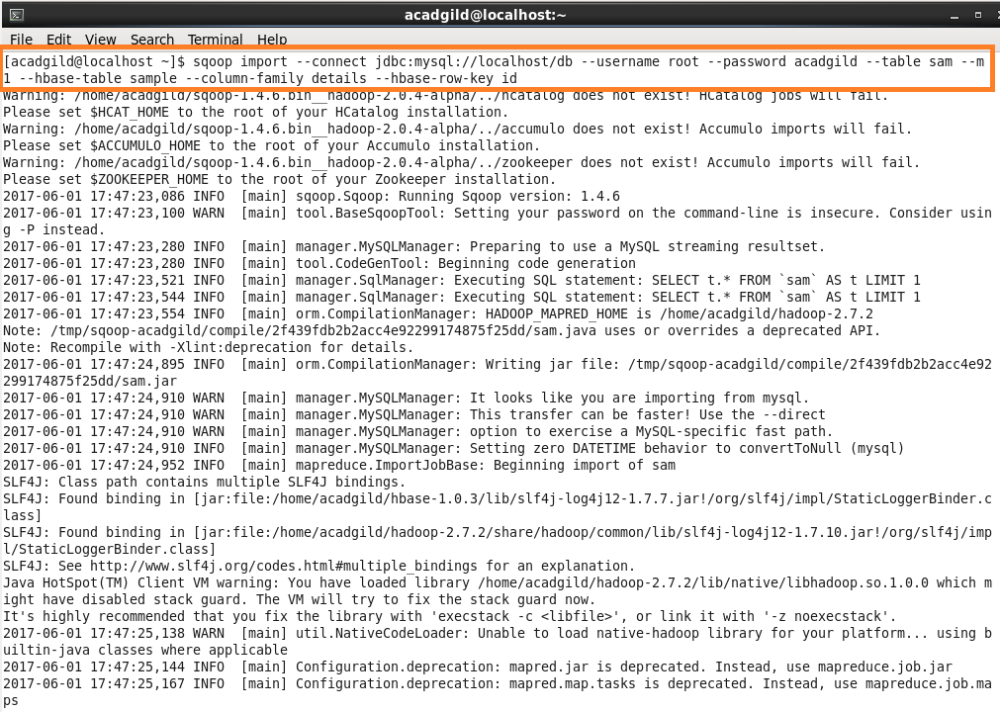 acadgild@localhost:~
File Edit View Search Terminal Help
[acadgild@localhost ~]$ sqoop import --connect jdbc:mysql://localhost/db --username root --password acadgild --table sam --m
1 --hbase-table sample --column-family details --hbase-row-key id
Warning: /home/acadgild/sqoop-1.4.6.bin__hadoop-2.0.4-alpha/../hcatalog does not exist! HCatalog jobs will fail.
Please set $HCAT_HOME to the root of your HCatalog installation.
Warning: /home/acadgild/sqoop-1.4.6.bin__hadoop-2.0.4-alpha/../accumulo does not exist! Accumulo imports will fail.
Please set $ACCUMULO_HOME to the root of your Accumulo installation.
Warning: /home/acadgild/sqoop-1.4.6.bin__hadoop-2.0.4-alpha/../zookeeper does not exist! Accumulo imports will fail.
Please set $ZOOKEEPER_HOME to the root of your Zookeeper installation.
2017-06-01 17:47:23,086 INFO  [main] sqoop.Sqoop: Running Sqoop version: 1.4.6
2017-06-01 17:47:23,100 WARN  [main] tool.BaseSqoopTool: Setting your password on the command-line is insecure. Consider usin
g -P instead.
2017-06-01 17:47:23,280 INFO  [main] manager.MySQLManager: Preparing to use a MySQL streaming resultset.
2017-06-01 17:47:23,280 INFO  [main] tool.CodeGenTool: Beginning code generation
2017-06-01 17:47:23,521 INFO  [main] manager.SqlManager: Executing SQL statement: SELECT t.* FROM `sam` AS t LIMIT 1
2017-06-01 17:47:23,544 INFO  [main] manager.SqlManager: Executing SQL statement: SELECT t.* FROM `sam` AS t LIMIT 1
2017-06-01 17:47:23,554 INFO  [main] orm.CompilationManager: HADOOP_MAPRED_HOME is /home/acadgild/hadoop-2.7.2
Note: /tmp/sqoop-acadgild/compile/2f439fdb2b2acc4e92299174875f25dd/sam.java uses or overrides a deprecated API.
Note: Recompile with -Xlint:deprecation for details.
2017-06-01 17:47:24,895 INFO  [main] orm.CompilationManager: Writing jar file: /tmp/sqoop-acadgild/compile/2f439fdb2b2acc4e92
299174875f25dd/sam.jar
2017-06-01 17:47:24,910 WARN  [main] manager.MySQLManager: It looks like you are importing from mysql.
2017-06-01 17:47:24,910 WARN  [main] manager.MySQLManager: This transfer can be faster! Use the --direct
2017-06-01 17:47:24,910 WARN  [main] manager.MySQLManager: option to exercise a MySQL-specific fast path.
2017-06-01 17:47:24,910 INFO  [main] manager.MySQLManager: Setting zero DATETIME behavior to convertToNull (mysql)
2017-06-01 17:47:24,952 INFO  [main] mapreduce.ImportJobBase: Beginning import of sam
SLF4J: Class path contains multiple SLF4J bindings.
SLF4J: Found binding in [jar:file:/home/acadgild/hbase-1.0.3/lib/slf4j-log4j12-1.7.7.jar!/org/slf4j/impl/StaticLoggerBinder.c
lass]
SLF4J: Found binding in [jar:file:/home/acadgild/hadoop-2.7.2/share/hadoop/common/lib/slf4j-log4j12-1.7.10.jar!/org/slf4j/imp
l/StaticLoggerBinder.class]
SLF4J: See http://www.slf4j.org/codes.html#multiple_bindings for an explanation.
Java HotSpot(TM) Client VM warning: You have loaded library /home/acadgild/hadoop-2.7.2/lib/native/libhadoop.so.1.0.0 which m
ight have disabled stack guard. The VM will try to fix the stack guard now.
It's highly recommended that you fix the library with 'execstack -c <libfile>', or link it with '-z noexecstack'.
2017-06-01 17:47:25,138 WARN  [main] util.NativeCodeLoader: Unable to load native-hadoop library for your platform... using b
uiltin-java classes where applicable
2017-06-01 17:47:25,144 INFO  [main] Configuration.deprecation: mapred.jar is deprecated. Instead, use mapreduce.job.jar
2017-06-01 17:47:25,167 INFO  [main] Configuration.deprecation: mapred.map.tasks is deprecated. Instead, use mapreduce.job.ma
ps